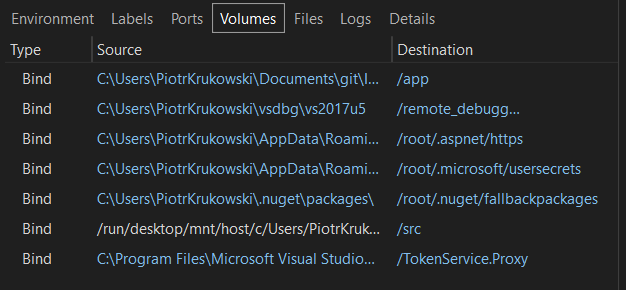 Environment Labels Ports Volumes Files Logs Details
Type Source Destination
Bind C:\Users\PiotrKrukowski\Documents\git\I... /app
Bind C:\Users\PiotrKrukowski\vsdbg\vs2017u5 /remote_debugg...
Bind C:\Users\PiotrKrukowski\AppData\Roami... /root/.aspnet/https
Bind C:\Users\PiotrKrukowski\AppData\Roami... /root/.microsoft/usersecrets
Bind C:\Users\PiotrKrukowski\.nuget\packages\ /root/.nuget/fallbackpackages
Bind /run/desktop/mnt/host/c/Users/PiotrKruk... /src
Bind C:\Program Files\Microsoft Visual Studio... /TokenService.Proxy